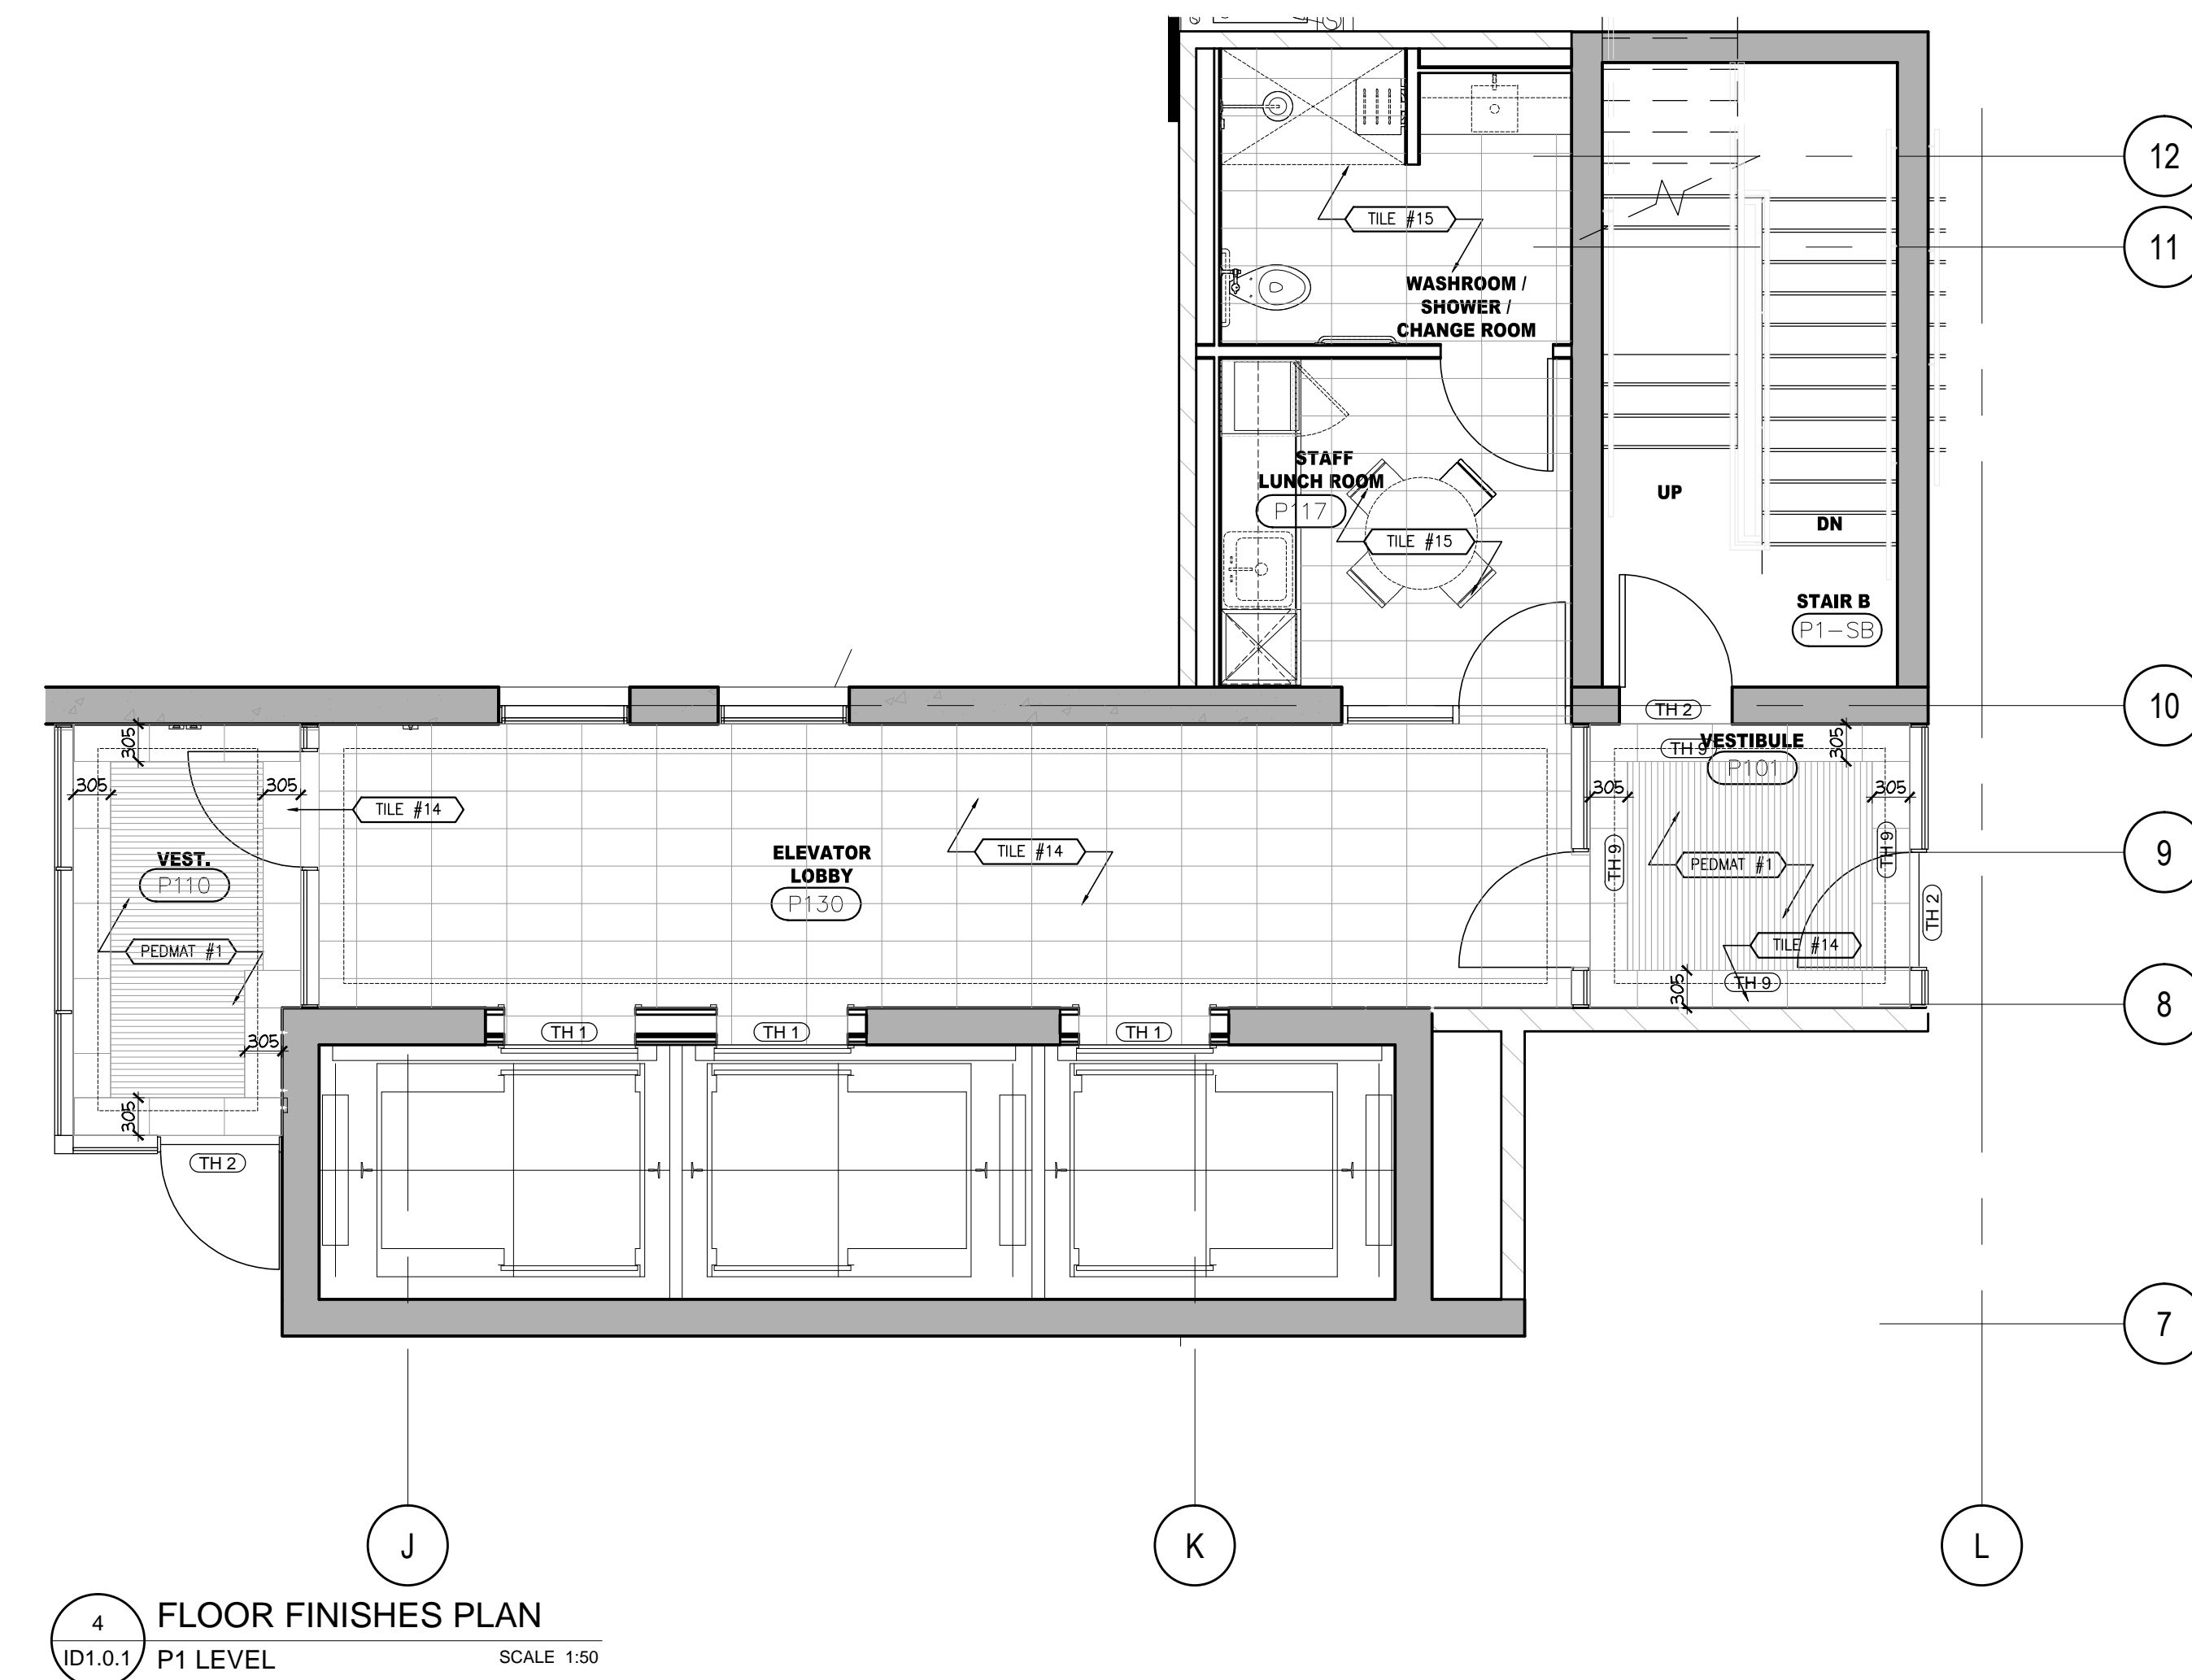 12
TILE #15
11
WASHROOM /
SHOWER /
CHANGE ROOM
STAFF
LUNCH ROOM
P117
UP
DN
TILE #15
STAIR B
P1-SB
TH 2
10
305
TH 9
VESTIBULE
P101
305
305
305
TILE #14
305
305
VEST.
P110
ELEVATOR
LOBBY
P130
TILE #14
TH 9
PEDMAT #1
TH 9
9
TH 2
PEDMAT #1
TILE #14
305
TH 9
8
305
TH 1
TH 1
TH 1
305
TH 2
7
J
K
L
4
ID1.0.1
FLOOR FINISHES PLAN
P1 LEVEL
SCALE 1:50